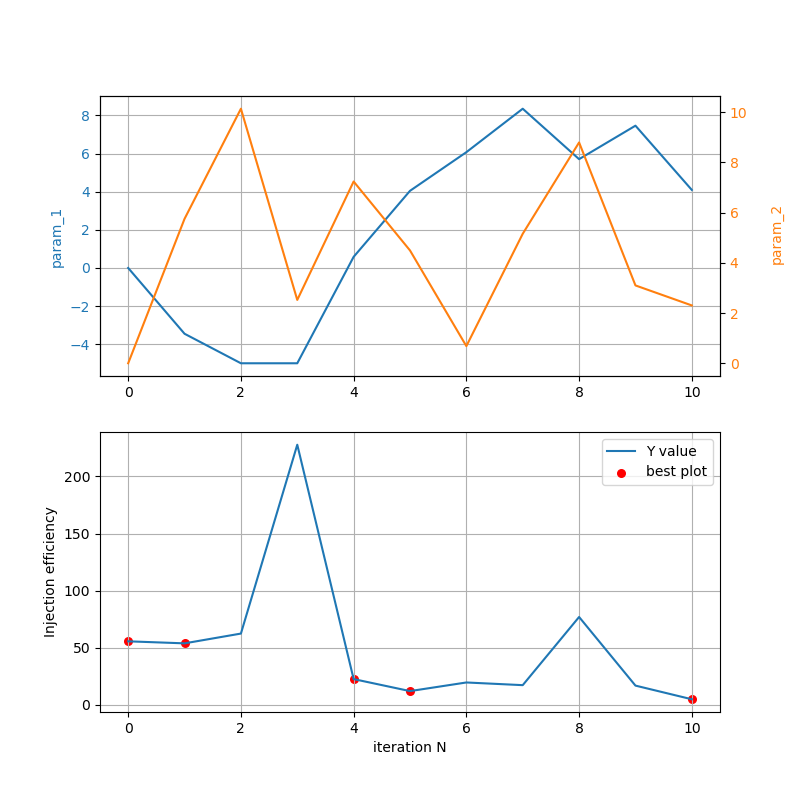 8
6
4
2
0
−2
−4
param_1
10
8
6
4
2
0
param_2
0 2 4 6 8 10
200
150
100
50
0
Injection efficiency
Y value
best plot
0 2 4 6 8 10
iteration N